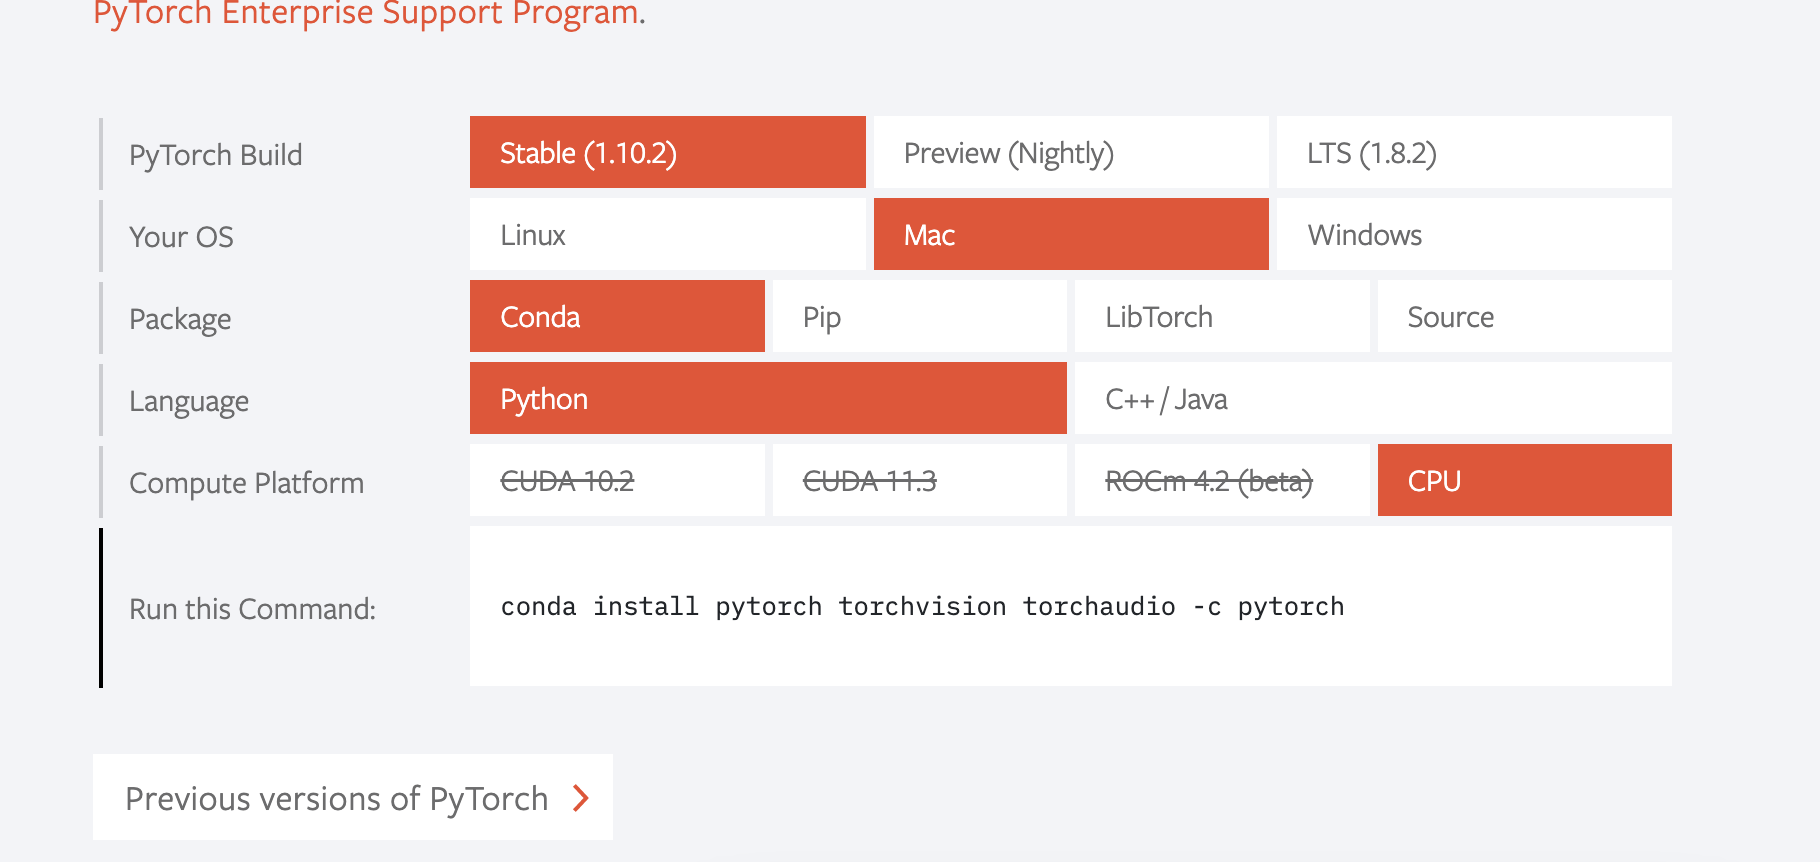 PyTorch Enterprise Support Program.
PyTorch Build Stable (1.10.2) Preview (Nightly) LTS (1.8.2)
Your OS Linux Mac Windows
Package Conda Pip LibTorch Source
Language Python C++ / Java
Compute Platform CUDA 10.2 CUDA 11.3 ROCm 4.2 (beta) CPU
Run this Command: conda install pytorch torchvision torchaudio -c pytorch
Previous versions of PyTorch